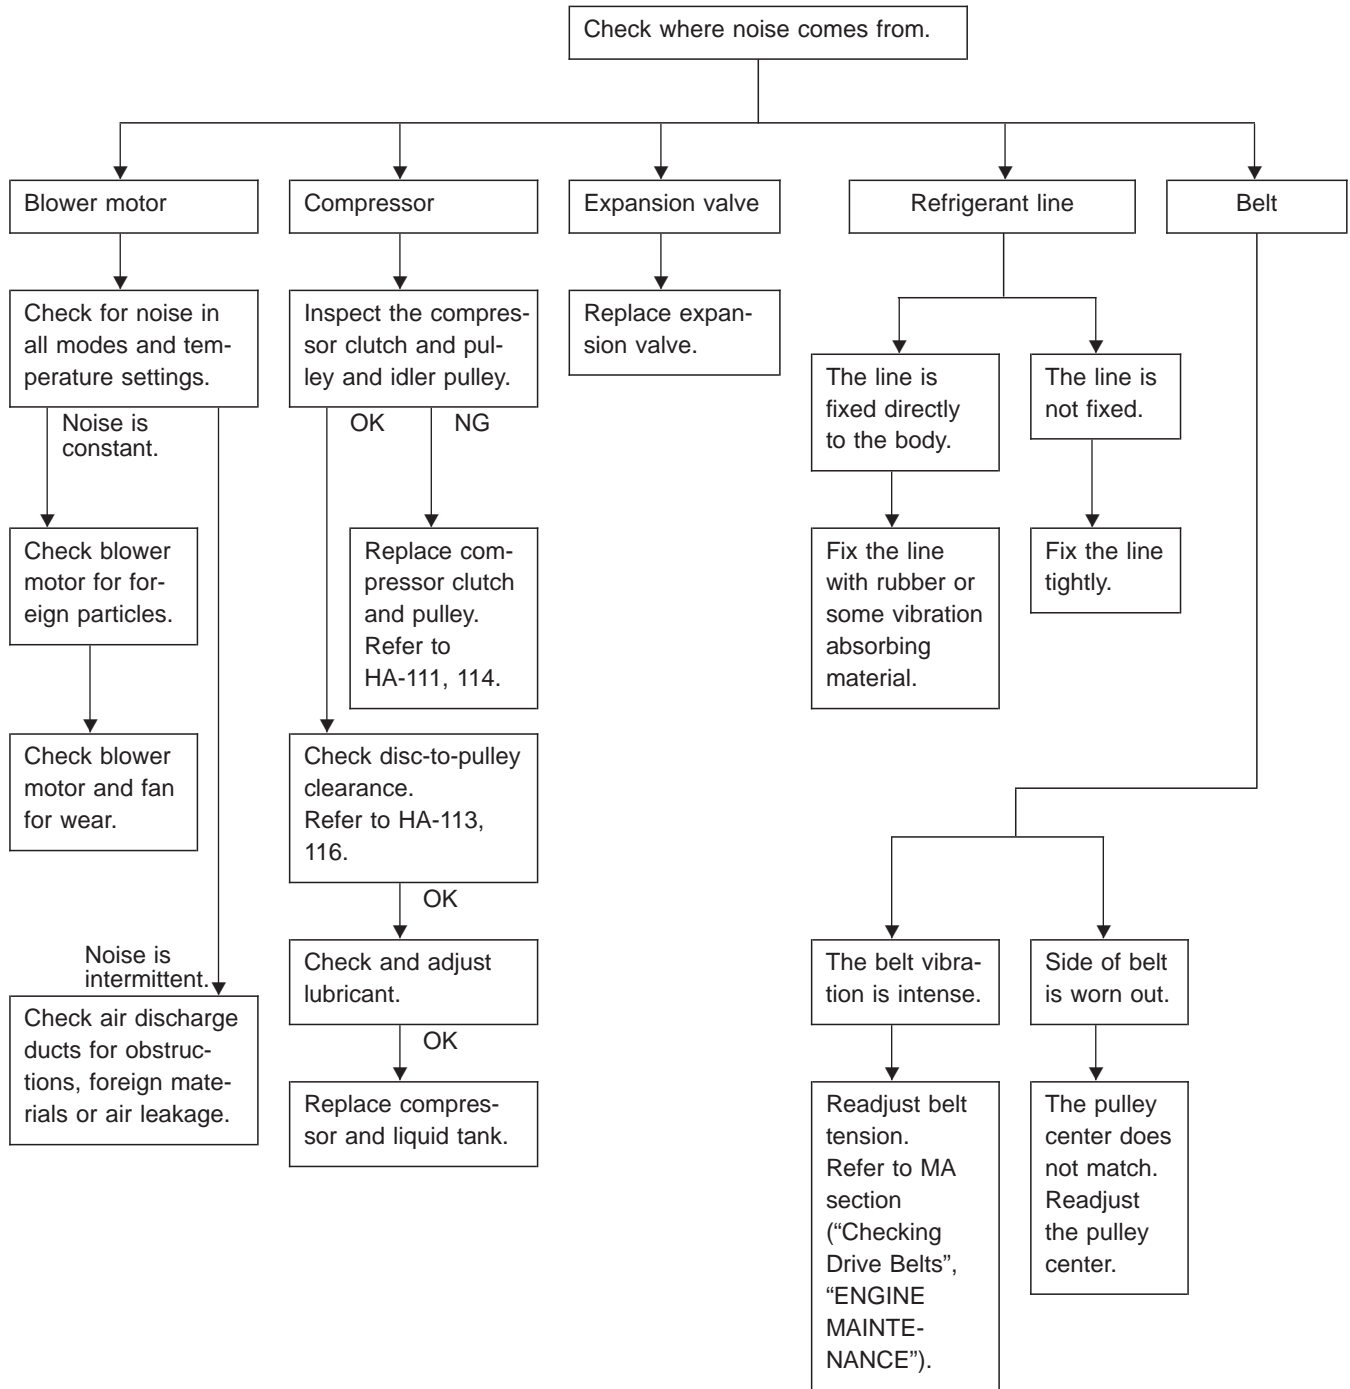 Check where noise comes from.
Blower motor
Compressor
Expansion valve
Refrigerant line
Belt
Check for noise in
all modes and tem-
perature settings.
Inspect the compres-
sor clutch and pul-
ley and idler pulley.
Replace expan-
sion valve.
The line is
fixed directly
to the body.
The line is
not fixed.
Noise is
constant.
OK
NG
Check blower
motor for for-
eign particles.
Replace com-
pressor clutch
and pulley.
Refer to
HA-111, 114.
Fix the line
with rubber or
some vibration
absorbing
material.
Fix the line
tightly.
Check blower
motor and fan
for wear.
Check disc-to-pulley
clearance.
Refer to HA-113,
116.
OK
Noise is
intermittent.
Check and adjust
lubricant.
The belt vibra-
tion is intense.
Side of belt
is worn out.
Check air discharge
ducts for obstruc-
tions, foreign mate-
rials or air leakage.
OK
Replace compres-
sor and liquid tank.
Readjust belt
tension.
Refer to MA
section
(“Checking
Drive Belts”,
“ENGINE
MAINTE-
NANCE”).
The pulley
center does
not match.
Readjust
the pulley
center.